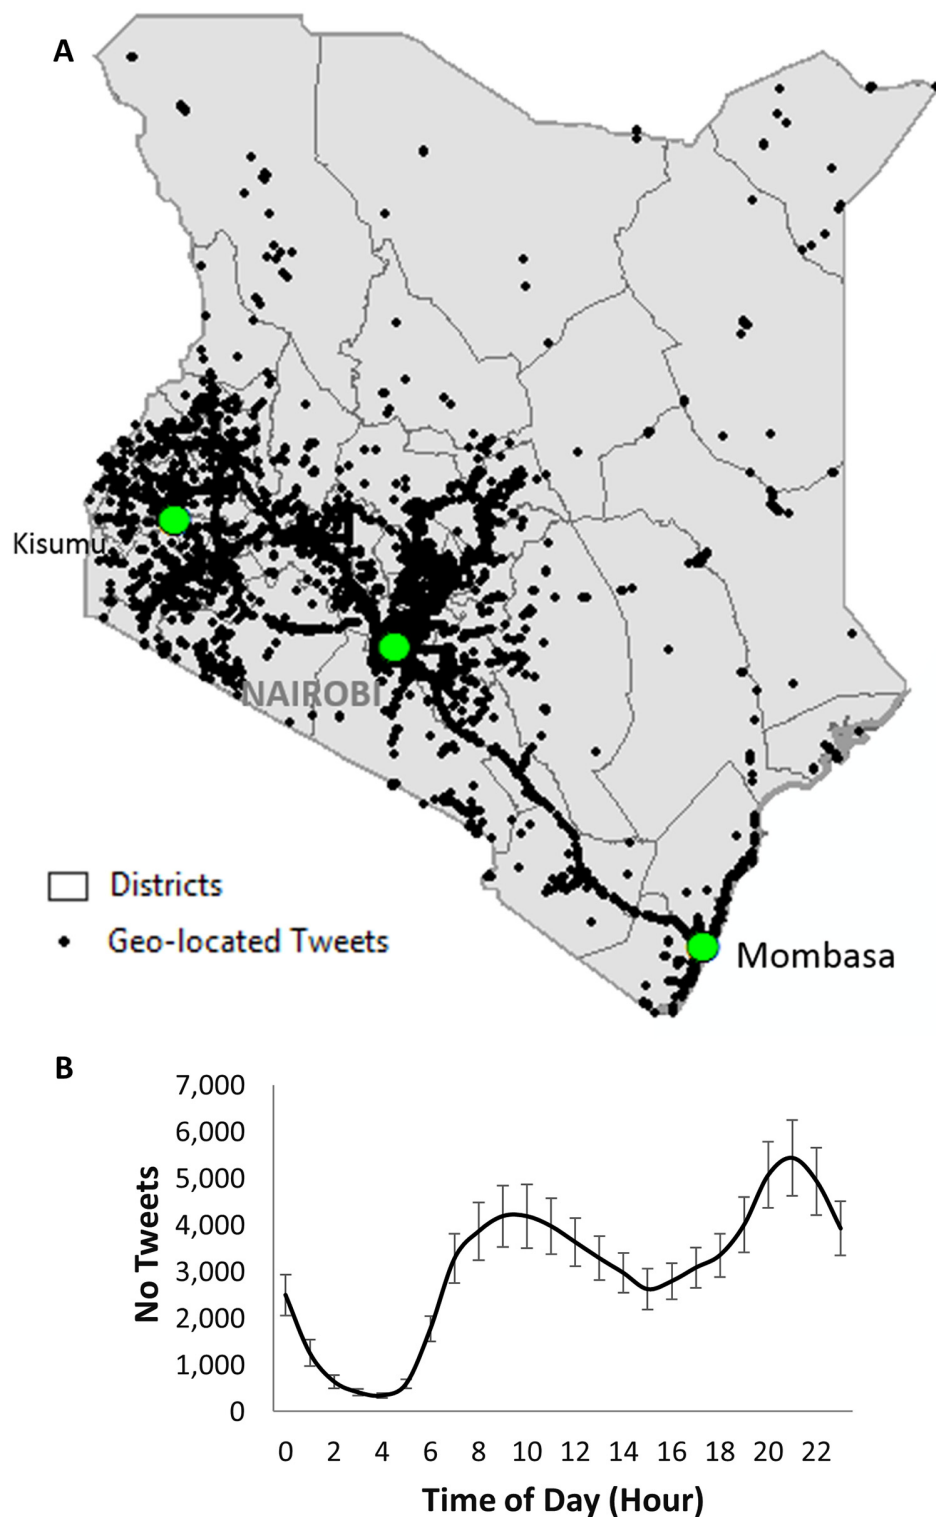 A
Kisumu
NAIROBI
Districts
Geo-located Tweets
Mombasa
B
7,000
6,000
5,000
4,000
3,000
2,000
1,000
0
No Tweets
0 2 4 6 8 10 12 14 16 18 20 22
Time of Day (Hour)